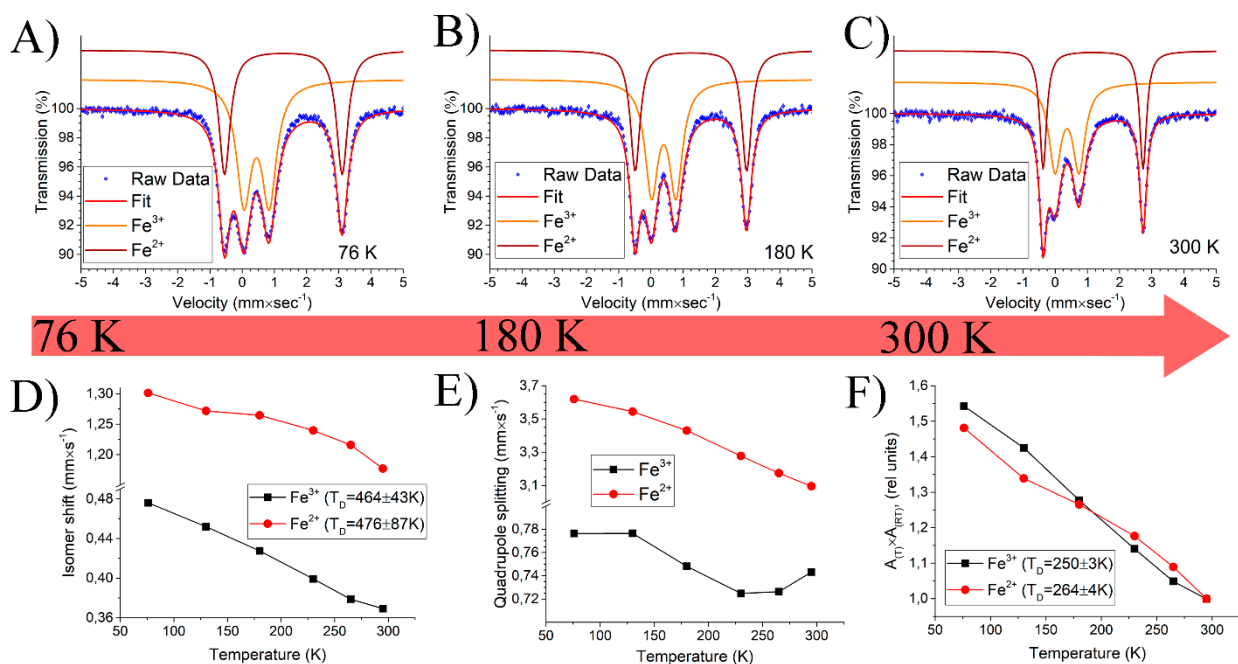 A)
Transmission (%)
100
98
96
94
92
90
Raw Data
Fit
Fe³⁺
Fe²⁺
76 K
-5 -4 -3 -2 -1 0 1 2 3 4 5
Velocity (mm×sec⁻¹)
B)
Transmission (%)
100
98
96
94
92
90
Raw Data
Fit
Fe³⁺
Fe²⁺
180 K
-5 -4 -3 -2 -1 0 1 2 3 4 5
Velocity (mm×sec⁻¹)
C)
Transmission (%)
100
98
96
94
92
90
Raw Data
Fit
Fe³⁺
Fe²⁺
300 K
-5 -4 -3 -2 -1 0 1 2 3 4 5
Velocity (mm×sec⁻¹)
76 K 180 K 300 K
D)
Isomer shift (mm×s⁻¹)
1,30
1,25
1,20
0,48
0,44
0,40
0,36
Fe³⁺ (T_D=464±43K)
Fe²⁺ (T_D=476±87K)
50 100 150 200 250 300
Temperature (K)
E)
Quadrupole splitting (mm×s⁻¹)
3,7
3,5
3,3
3,1
0,78
0,76
0,74
0,72
Fe³⁺
Fe²⁺
50 100 150 200 250 300
Temperature (K)
F)
A_(T)×A_(RT), (rel units)
1,6
1,5
1,4
1,3
1,2
1,1
1,0
Fe³⁺ (T_D=250±3K)
Fe²⁺ (T_D=264±4K)
50 100 150 200 250 300
Temperature (K)